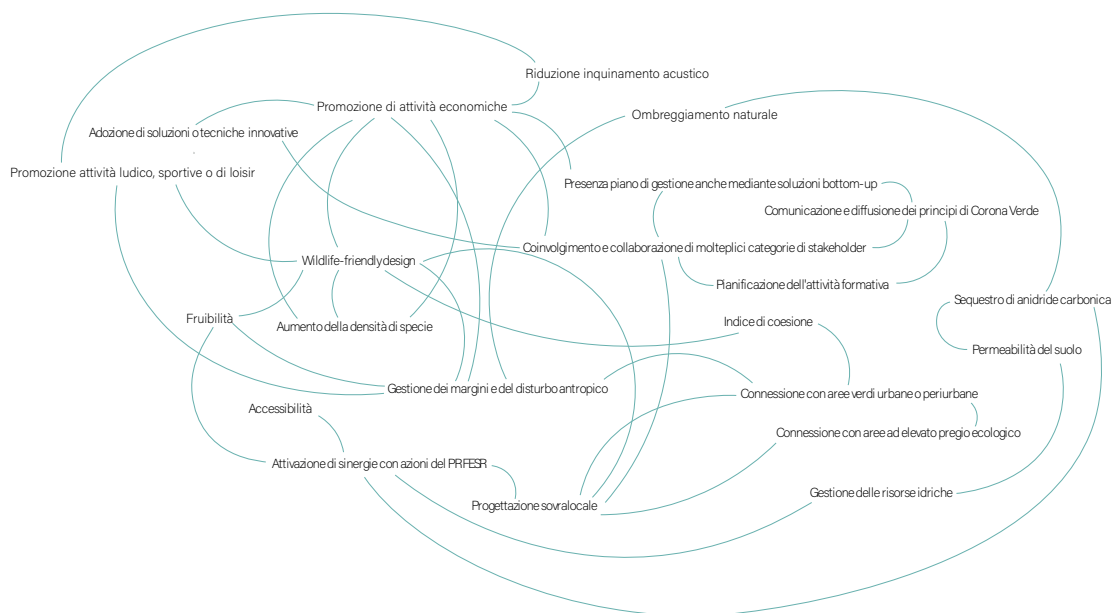 Riduzione inquinamento acustico
Promozione di attività economiche
Ombreggiamento naturale
Adozione di soluzioni o tecniche innovative
Promozione attività ludico, sportive o di loisir
Presenza piano di gestione anche mediante soluzioni bottom-up
Comunicazione e diffusione dei principi di Corona Verde
Coinvolgimento e collaborazione di molteplici categorie di stakeholder
Wildlife-friendly design
Pianificazione dell'attività formativa
Sequestro di anidride carbonica
Fruibilità
Aumento della densità di specie
Indice di coesione
Permeabilità del suolo
Gestione dei margini e del disturbo antropico
Connessione con aree verdi urbane o periurbane
Accessibilità
Connessione con aree ad elevato pregio ecologico
Attivazione di sinergie con azioni del PR FESR
Gestione delle risorse idriche
Progettazione sovralocale